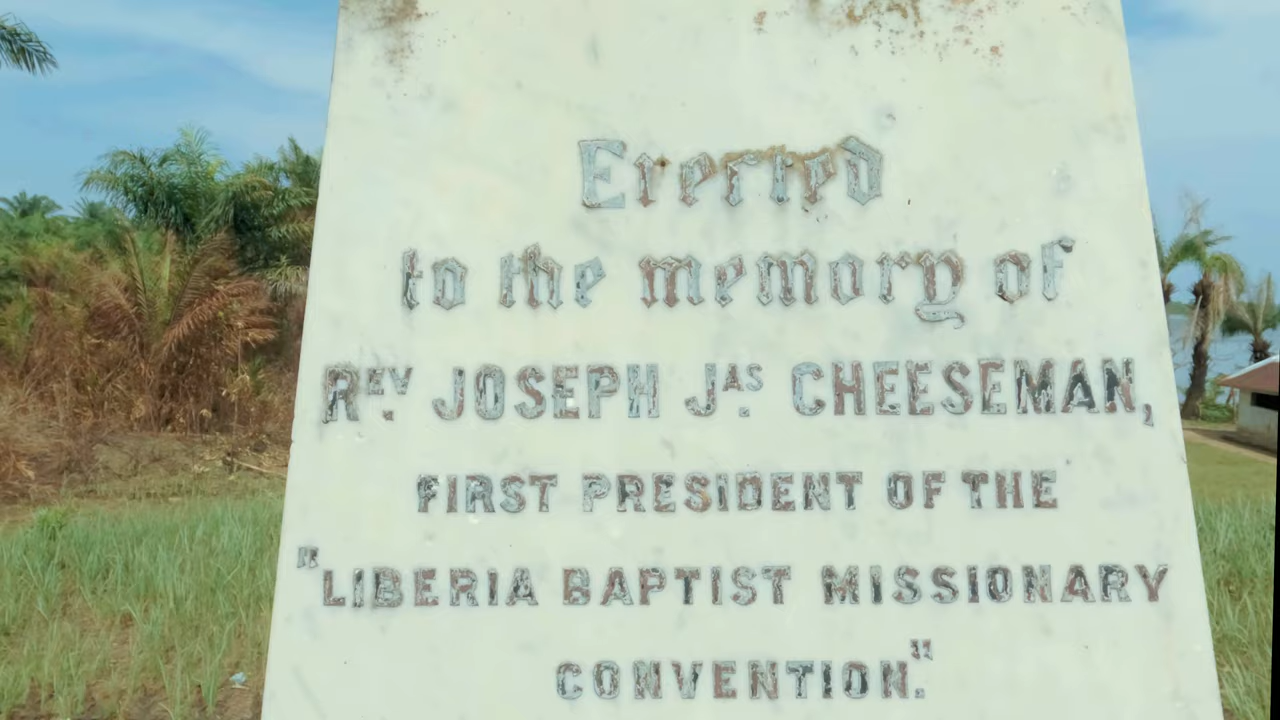 Erected
to the memory of
REV. JOSEPH JAS. CHEESEMAN,
FIRST PRESIDENT OF THE
"LIBERIA BAPTIST MISSIONARY
CONVENTION."